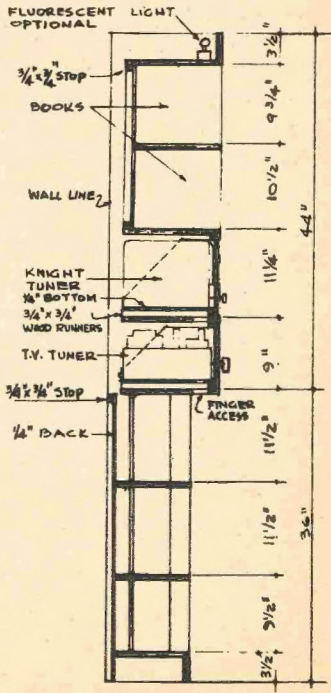 FLUORESCENT LIGHT
OPTIONAL
3/4" x 3/4" STOP
BOOKS
WALL LINE
KNIGHT
TUNER
1/4" BOTTOM
3/4" x 3/4"
WOOD RUNNERS
T.V. TUNER
3/4" x 3/4" STOP
1/4" BACK
FINGER
ACCESS
3 1/2"
9 3/4"
10 1/2"
11 1/4"
9"
11 1/2"
11 1/2"
9 1/2"
3 1/2"
44"
36"